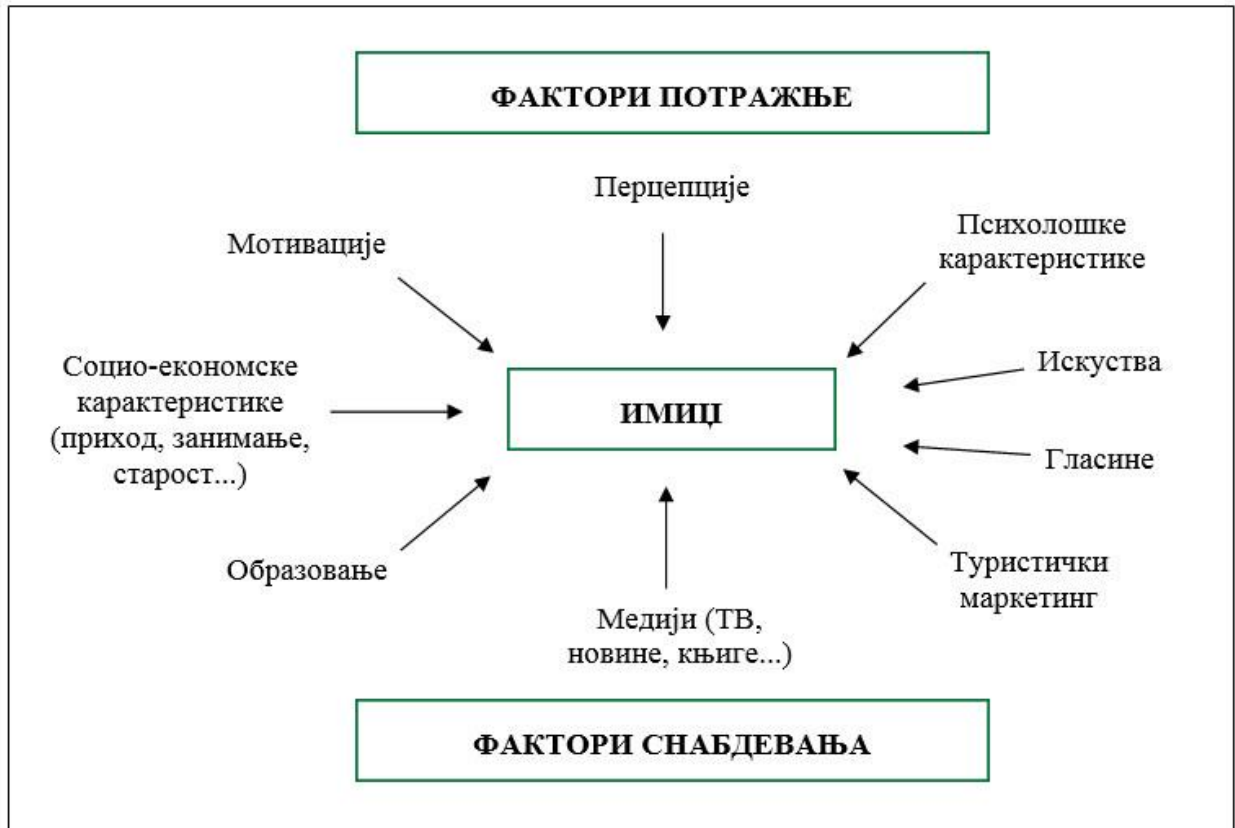 ФАКТОРИ ПОТРАЖЊЕ
Перцепције
Мотивације
Психолошке
карактеристике
Социо-економске
карактеристике
(приход, занимање,
старост...)
ИМИЏ
Искуства
Гласине
Образовање
Туристички
маркетинг
Медији (ТВ,
новине, књиге...)
ФАКТОРИ СНАБДЕВАЊА